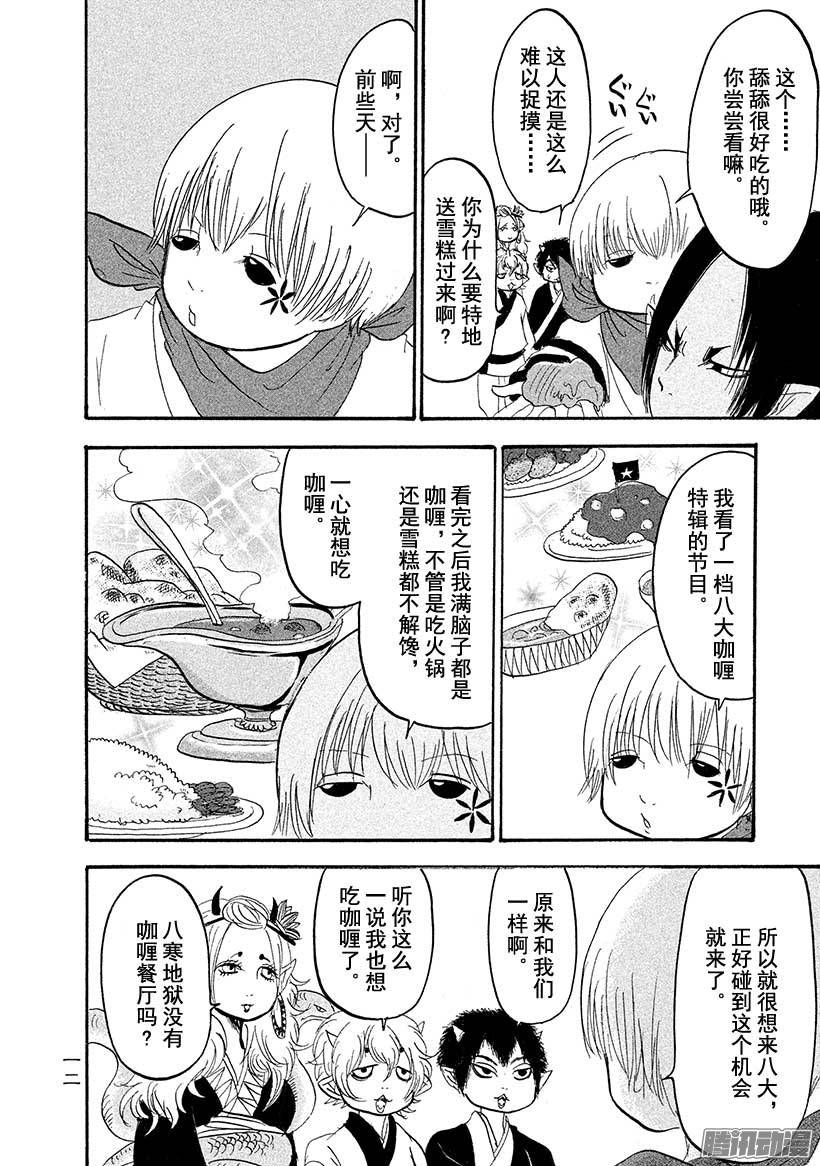 这个……
舔舔很好吃的哦。
你尝尝看嘛。
ぐい
ぐい
这人还是这么
难以捉摸……
你为什么要特地
送雪糕过来啊？
啊，对了。
前些天——
我看了一档八大咖喱
特辑的节目。
看完之后我满脑子都是
咖喱，不管是吃火锅
还是雪糕都不解馋，
一心就想吃
咖喱。
所以就很想来八大，
正好碰到这个机会
就来了。
原来和我们
一样啊。
听你这么
一说我也想
吃咖喱了。
八寒地狱没有
咖喱餐厅吗？
一二
腾讯动漫